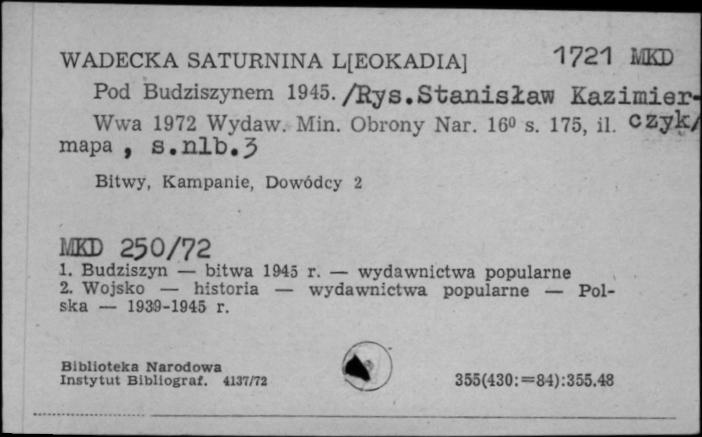 WADECKA SATURNINA L[EOKADIA] 1721 MKD
Pod Budziszynem 1945. /Rys.Stanisław Kazimier-
Wwa 1972 Wydaw. Min. Obrony Nar. 16⁰ s. 175, il. czyk/
mapa , s.nlb.3
Bitwy, Kampanie, Dowódcy 2
MKD 250/72
1. Budziszyn — bitwa 1945 r. — wydawnictwa popularne
2. Wojsko — historia — wydawnictwa popularne — Pol-
ska — 1939-1945 r.
Biblioteka Narodowa
Instytut Bibliograf. 4137/72 355(430:=84):355.48